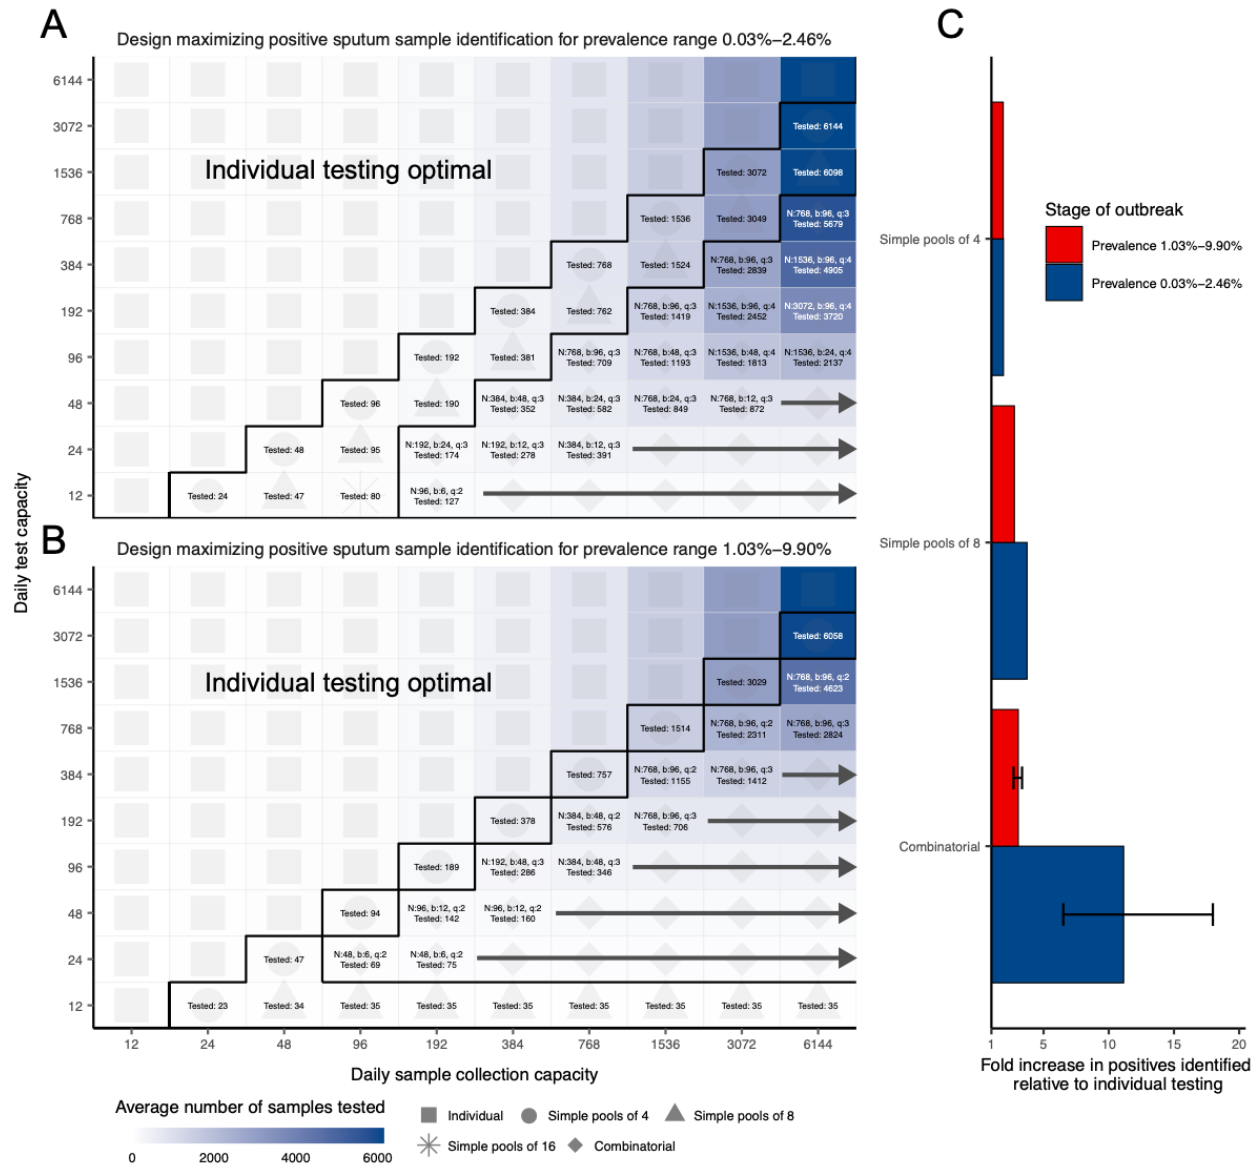 A
Design maximizing positive sputum sample identification for prevalence range 0.03%–2.46%
6144
3072
Tested: 6144
1536
Individual testing optimal
Tested: 3072
Tested: 6098
768
Tested: 1536
Tested: 3049
N:768, b:96, q:3
Tested: 5679
384
Tested: 768
Tested: 1524
N:768, b:96, q:3
Tested: 2839
N:1536, b:96, q:4
Tested: 4905
192
Tested: 384
Tested: 762
N:768, b:96, q:3
Tested: 1419
N:1536, b:96, q:4
Tested: 2452
N:3072, b:96, q:4
Tested: 3720
96
Tested: 192
Tested: 381
N:768, b:96, q:3
Tested: 709
N:768, b:48, q:3
Tested: 1193
N:1536, b:48, q:4
Tested: 1813
N:1536, b:24, q:4
Tested: 2137
48
Tested: 96
Tested: 190
N:384, b:48, q:3
Tested: 352
N:384, b:24, q:3
Tested: 582
N:768, b:24, q:3
Tested: 849
N:768, b:12, q:3
Tested: 872
24
Tested: 48
Tested: 95
N:192, b:24, q:3
Tested: 174
N:192, b:12, q:3
Tested: 278
N:384, b:12, q:3
Tested: 391
12
Tested: 24
Tested: 47
Tested: 80
N:96, b:6, q:2
Tested: 127
Daily test capacity
B
Design maximizing positive sputum sample identification for prevalence range 1.03%–9.90%
6144
3072
Tested: 6058
1536
Individual testing optimal
Tested: 3029
N:768, b:96, q:2
Tested: 4623
768
Tested: 1514
N:768, b:96, q:2
Tested: 2311
N:768, b:96, q:3
Tested: 2824
384
Tested: 757
N:768, b:96, q:2
Tested: 1155
N:768, b:96, q:3
Tested: 1412
192
Tested: 378
N:384, b:48, q:2
Tested: 576
N:768, b:96, q:3
Tested: 706
96
Tested: 189
N:192, b:48, q:3
Tested: 286
N:384, b:48, q:3
Tested: 346
48
Tested: 94
N:96, b:12, q:2
Tested: 142
N:96, b:12, q:2
Tested: 160
24
Tested: 47
N:48, b:6, q:2
Tested: 69
N:48, b:6, q:2
Tested: 75
12
Tested: 23
Tested: 34
Tested: 35
Tested: 35
Tested: 35
Tested: 35
Tested: 35
Tested: 35
Tested: 35
12 24 48 96 192 384 768 1536 3072 6144
Daily sample collection capacity
Average number of samples tested
0 2000 4000 6000
Individual
Simple pools of 4
Simple pools of 8
Simple pools of 16
Combinatorial
C
Stage of outbreak
Prevalence 1.03%–9.90%
Prevalence 0.03%–2.46%
Simple pools of 4
Simple pools of 8
Combinatorial
1 5 10 15 20
Fold increase in positives identified
relative to individual testing